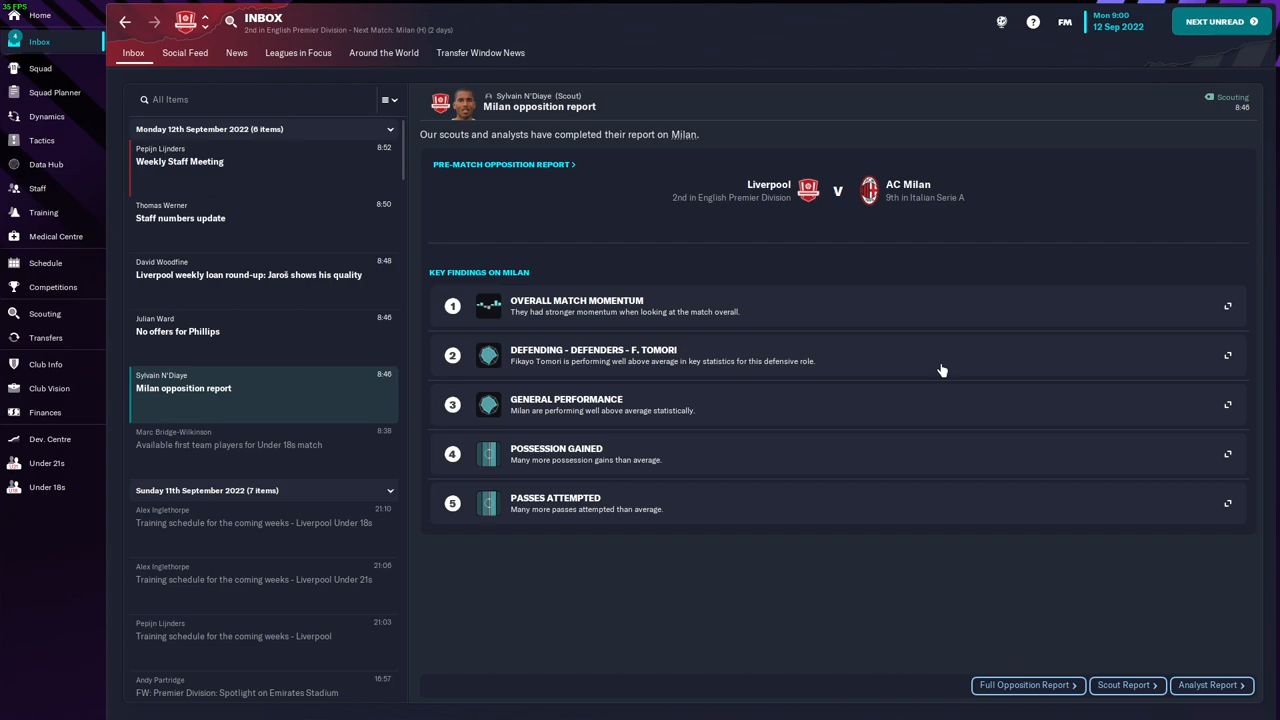 35 FPS
Home
4
Inbox
Squad
Squad Planner
Dynamics
Tactics
Data Hub
Staff
Training
Medical Centre
Schedule
Competitions
Scouting
Transfers
Club Info
Club Vision
Finances
Dev. Centre
Under 21s
Under 18s
INBOX
2nd in English Premier Division - Next Match: Milan (H) (2 days)
FM
Mon 9:00
12 Sep 2022
NEXT UNREAD
Inbox
Social Feed
News
Leagues in Focus
Around the World
Transfer Window News
All Items
Monday 12th September 2022 (6 items)
Pepijn Lijnders 8:52
Weekly Staff Meeting
Thomas Werner 8:50
Staff numbers update
David Woodfine 8:48
Liverpool weekly loan round-up: Jaroš shows his quality
Julian Ward 8:46
No offers for Phillips
Sylvain N'Diaye 8:46
Milan opposition report
Marc Bridge-Wilkinson 8:38
Available first team players for Under 18s match
Sunday 11th September 2022 (7 items)
Alex Inglethorpe 21:10
Training schedule for the coming weeks - Liverpool Under 18s
Alex Inglethorpe 21:06
Training schedule for the coming weeks - Liverpool Under 21s
Pepijn Lijnders 21:03
Training schedule for the coming weeks - Liverpool
Andy Partridge 16:57
FW: Premier Division: Spotlight on Emirates Stadium
Sylvain N'Diaye (Scout)
Milan opposition report
Scouting
8:46
Our scouts and analysts have completed their report on Milan.
PRE-MATCH OPPOSITION REPORT >
Liverpool v AC Milan
2nd in English Premier Division 9th in Italian Serie A
KEY FINDINGS ON MILAN
1 OVERALL MATCH MOMENTUM
They had stronger momentum when looking at the match overall.
2 DEFENDING - DEFENDERS - F. TOMORI
Fikayo Tomori is performing well above average in key statistics for this defensive role.
3 GENERAL PERFORMANCE
Milan are performing well above average statistically.
4 POSSESSION GAINED
Many more possession gains than average.
5 PASSES ATTEMPTED
Many more passes attempted than average.
Full Opposition Report >
Scout Report >
Analyst Report >